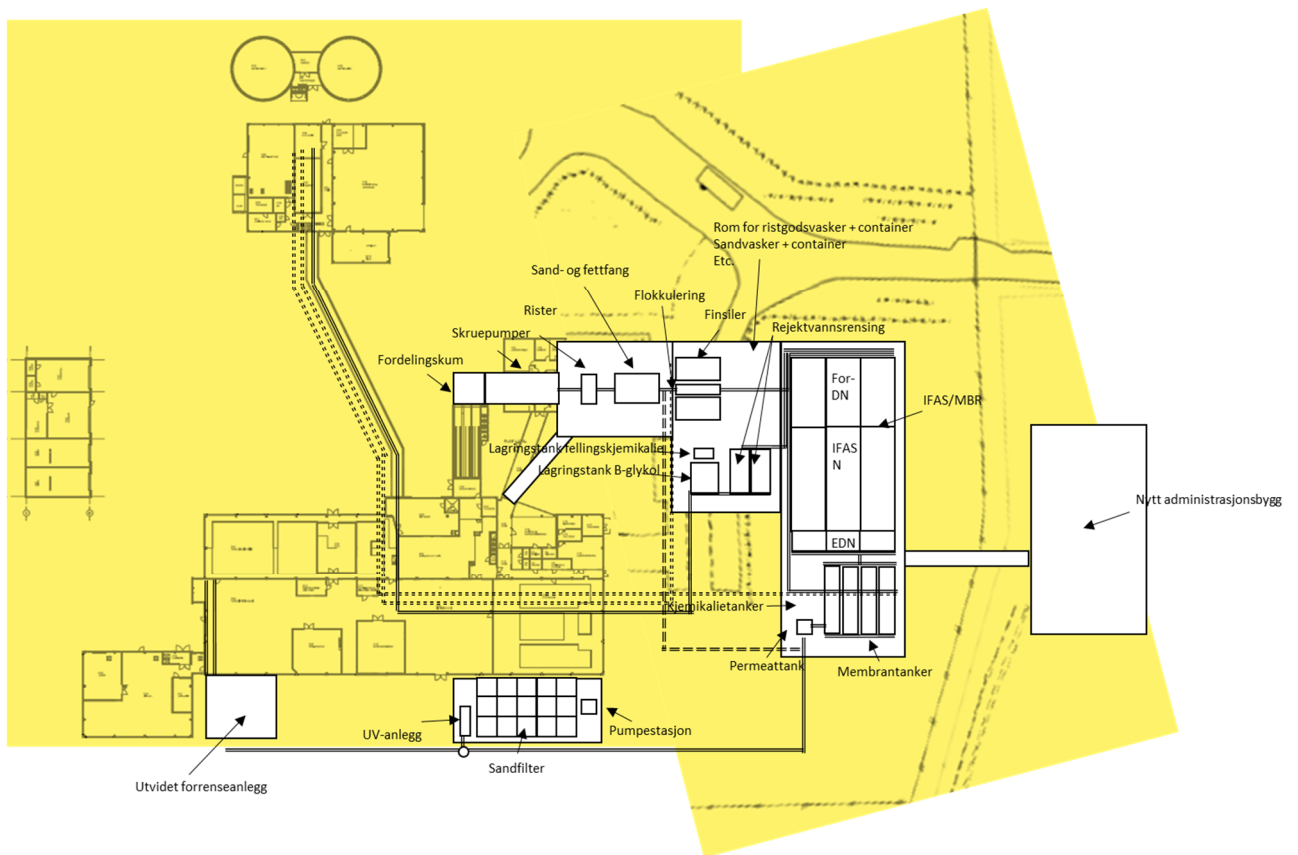 Rom for ristgodsvasker + container
Sandvasker + container
Etc.
Sand- og fettfang
Flokkulering
Rister
Finsiler
Skruepumper
Rejektvannsrensing
Fordelingskum
For-
DN
IFAS/MBR
Lagringstank fellingskjemikalie
IFAS
N
Lagringstank B-glykol
Nytt administrasjonsbygg
EDN
Kjemikalietanker
Permeattank
Membrantanker
UV-anlegg
Pumpestasjon
Sandfilter
Utvidet forrenseanlegg